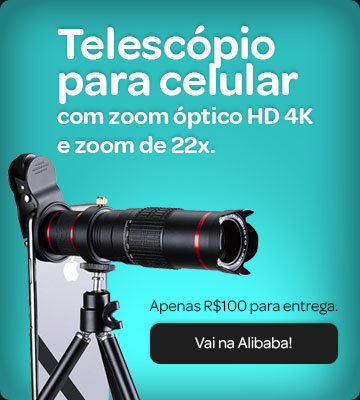 Telescópio
para celular
com zoom óptico HD 4K
e zoom de 22x.
Apenas R$100 para entrega.
Vai na Alibaba!